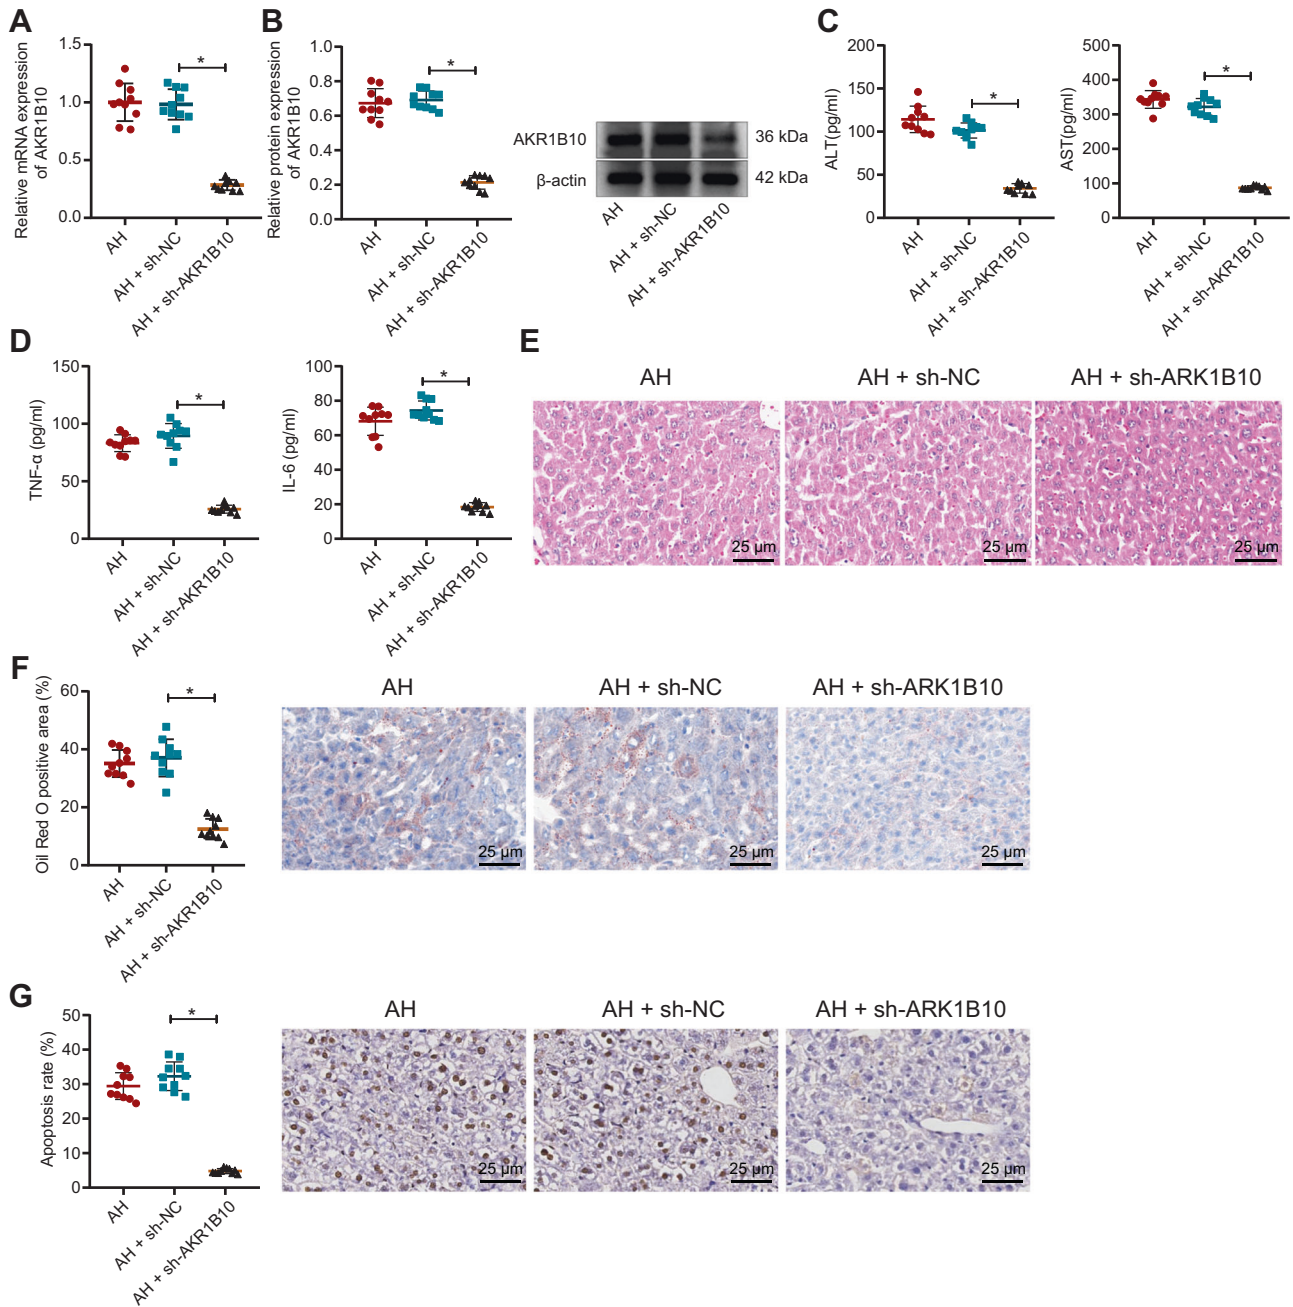 A
Relative mRNA expression
of AKR1B10
1.5
1.0
0.5
0.0
*
AH
AH + sh-NC
AH + sh-AKR1B10
B
Relative protein expression
of AKR1B10
1.0
0.8
0.6
0.4
0.2
0.0
*
AH
AH + sh-NC
AH + sh-AKR1B10
AKR1B10
36 kDa
β-actin
42 kDa
AH
AH + sh-NC
AH + sh-AKR1B10
C
ALT(pg/ml)
200
150
100
50
0
*
AH
AH + sh-NC
AH + sh-AKR1B10
AST(pg/ml)
500
400
300
200
100
0
*
AH
AH + sh-NC
AH + sh-AKR1B10
D
TNF-α (pg/ml)
150
100
50
0
*
AH
AH + sh-NC
AH + sh-AKR1B10
IL-6 (pg/ml)
100
80
60
40
20
0
*
AH
AH + sh-NC
AH + sh-AKR1B10
E
AH
AH + sh-NC
AH + sh-ARK1B10
25 µm
25 µm
25 µm
F
Oil Red O positive area (%)
60
40
20
0
*
AH
AH + sh-NC
AH + sh-AKR1B10
AH
AH + sh-NC
AH + sh-ARK1B10
25 µm
25 µm
25 µm
G
Apoptosis rate (%)
50
40
30
20
10
0
*
AH
AH + sh-NC
AH + sh-AKR1B10
AH
AH + sh-NC
AH + sh-ARK1B10
25 µm
25 µm
25 µm